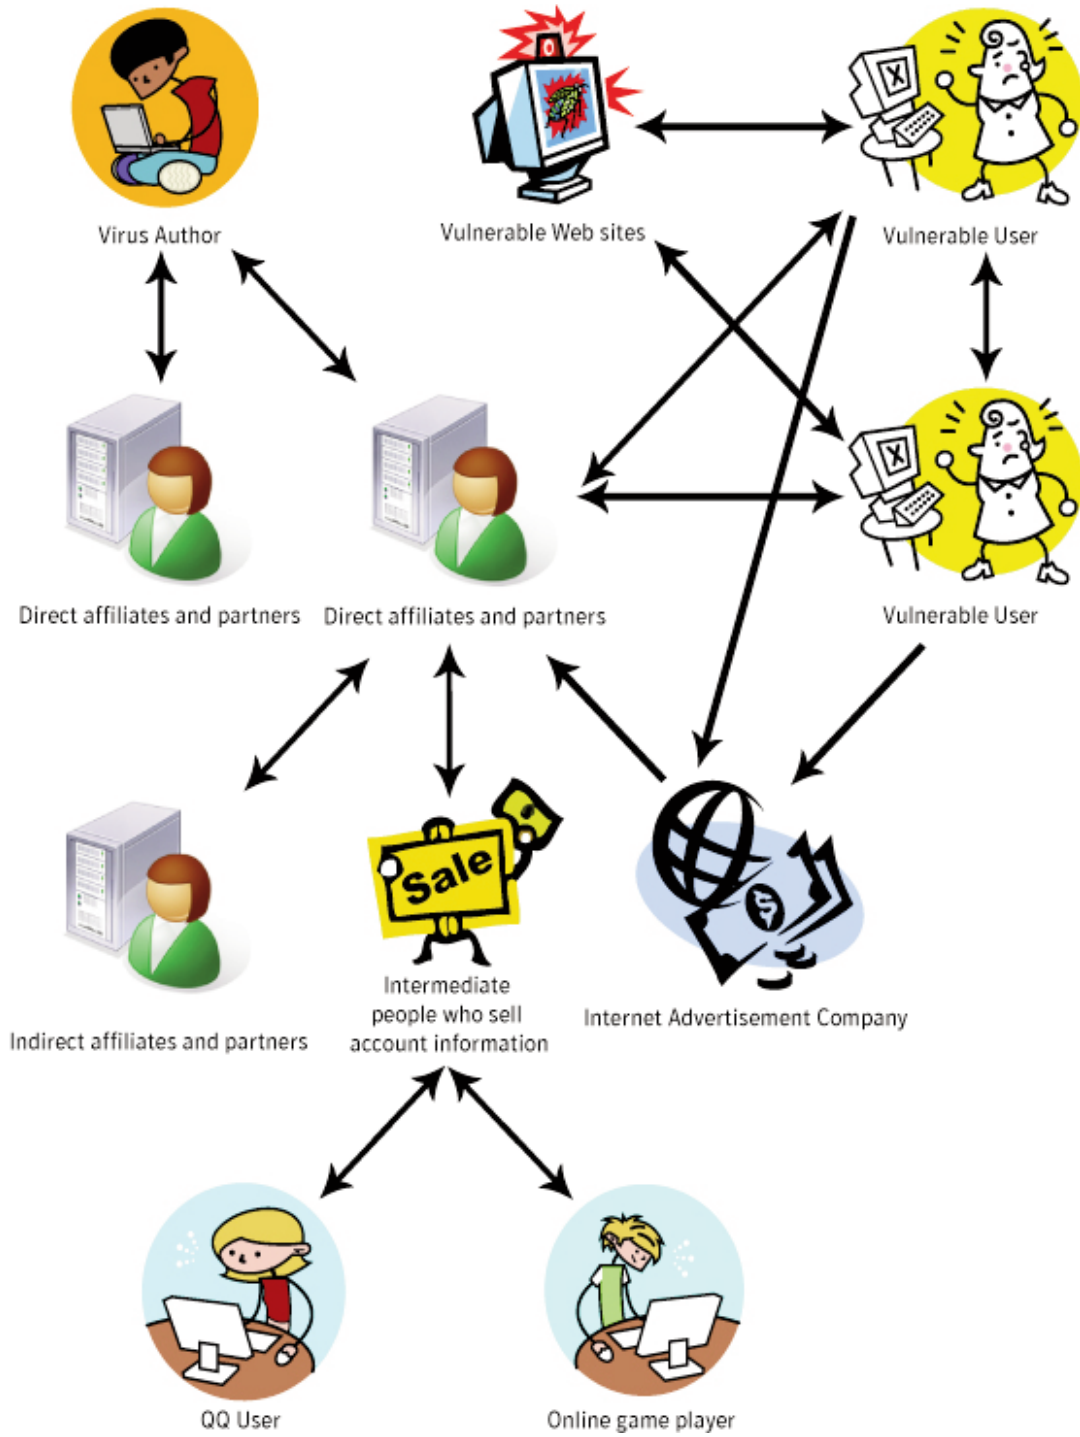 Virus Author
Vulnerable Web sites
Vulnerable User
Direct affiliates and partners
Direct affiliates and partners
Vulnerable User
Sale
Indirect affiliates and partners
Intermediate
people who sell
account information
Internet Advertisement Company
QQ User
Online game player